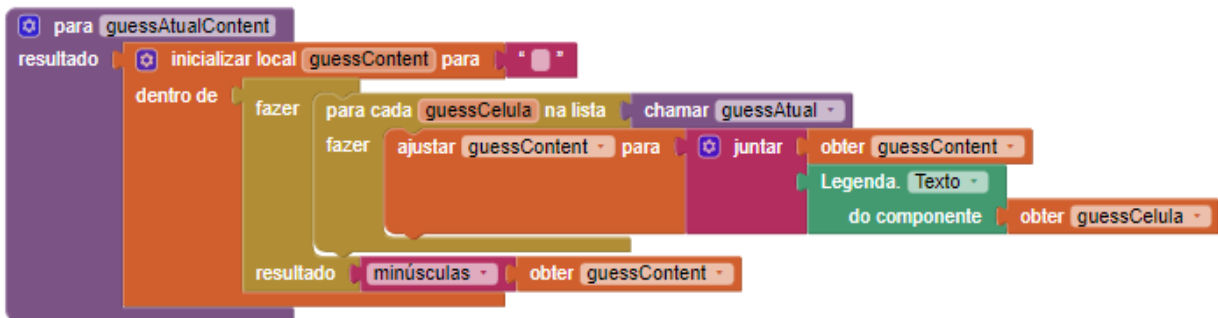 para guessAtualContent
resultado inicializar local guessContent para " "
dentro de fazer para cada guessCelula na lista chamar guessAtual
fazer ajustar guessContent para juntar obter guessContent
Legenda. Texto
do componente obter guessCelula
resultado minúsculas obter guessContent